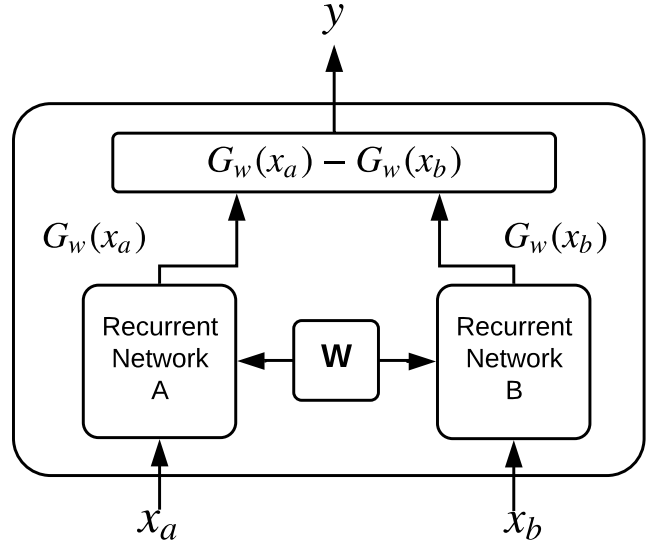 y
G_w(x_a) − G_w(x_b)
G_w(x_a)
G_w(x_b)
Recurrent
Network
A
W
Recurrent
Network
B
x_a
x_b